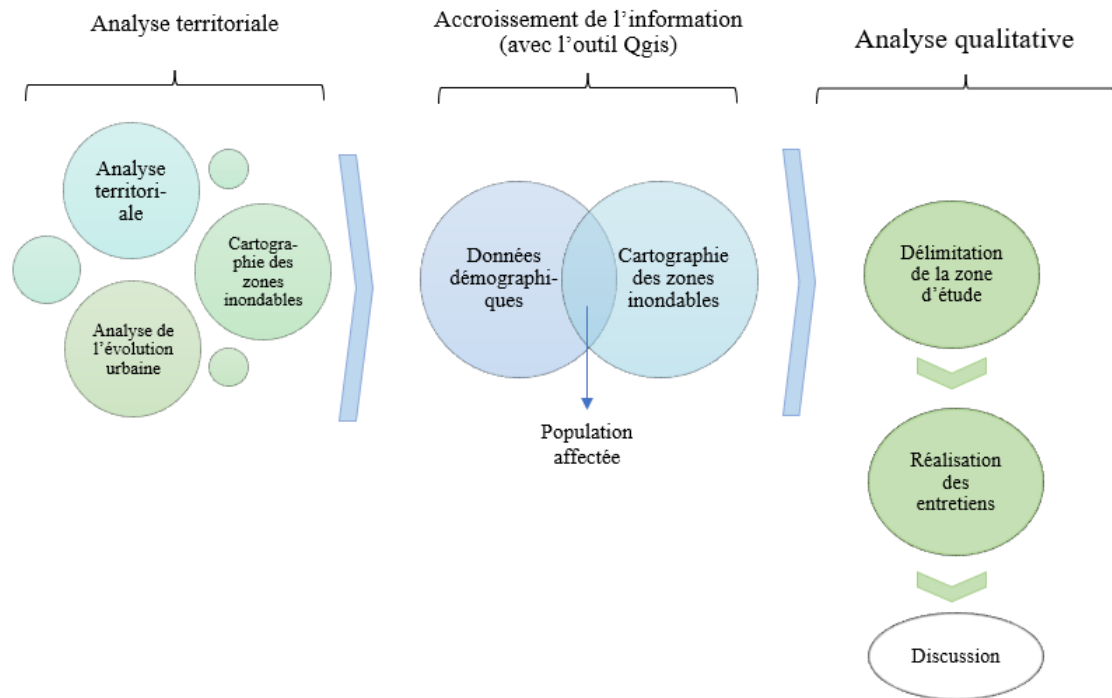 Analyse territoriale
Analyse
territori-
ale
Cartogra-
phie des
zones
inondables
Analyse de
l’évolution
urbaine
Accroissement de l’information
(avec l’outil Qgis)
Données
démographi-
ques
Cartographie
des zones
inondables
Population
affectée
Analyse qualitative
Délimitation
de la zone
d’étude
Réalisation
des
entretiens
Discussion